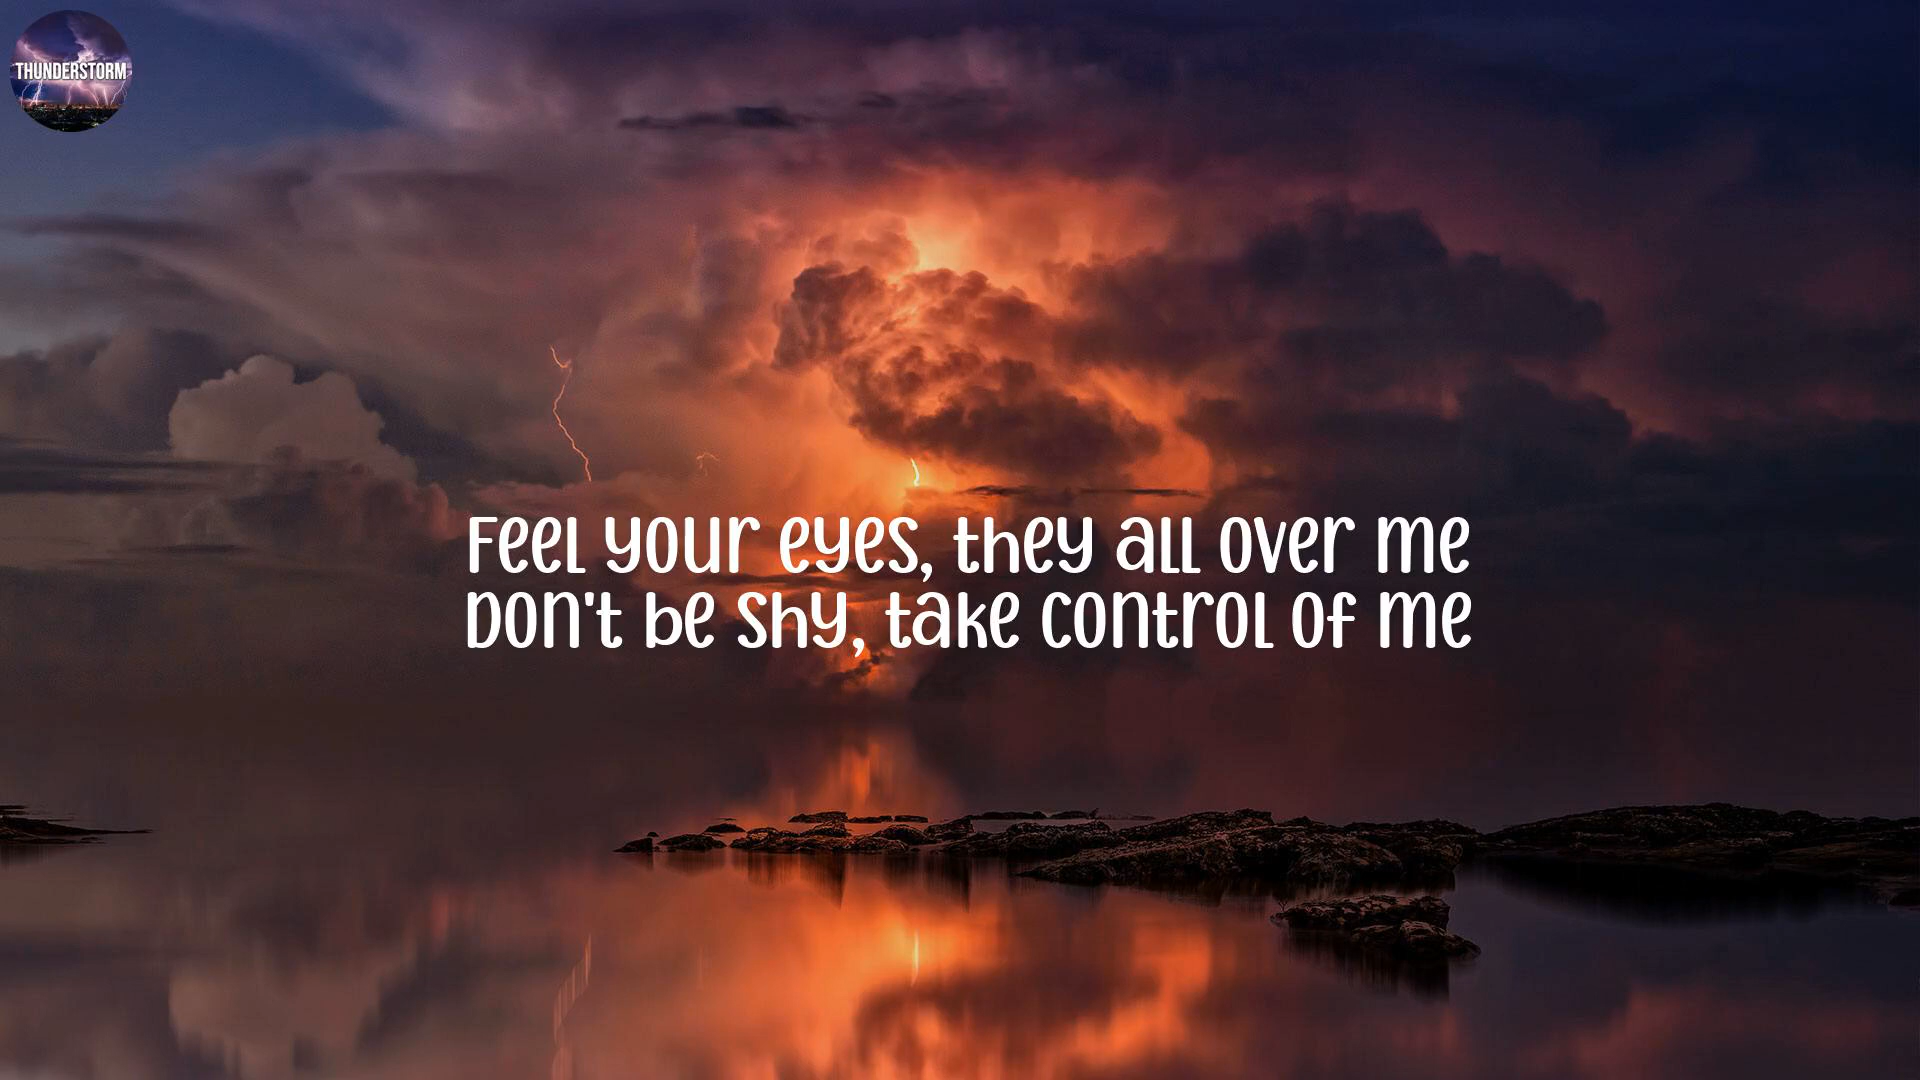 THUNDERSTORM
Feel your eyes, they all over me
Don't be shy, take control of me